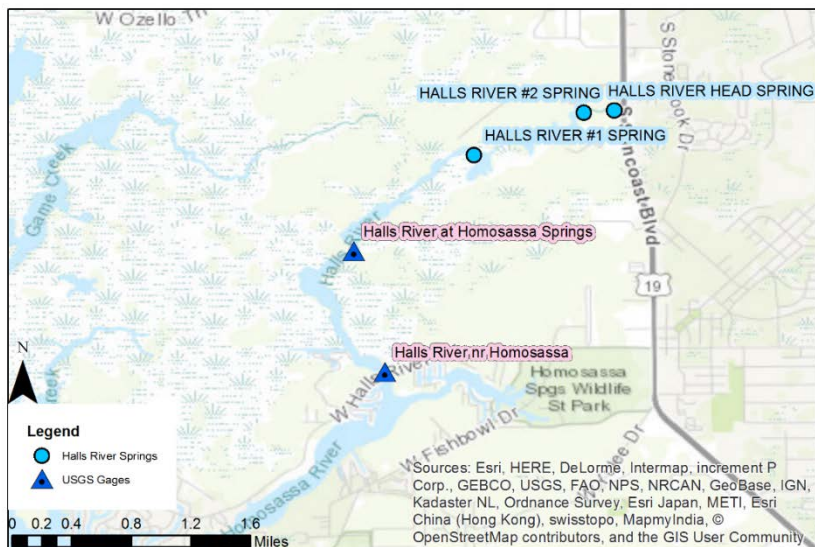 W Ozello Tr
S Stonebrook Dr
HALLS RIVER #2 SPRING
HALLS RIVER HEAD SPRING
HALLS RIVER #1 SPRING
S Suncoast Blvd
Game Creek
Halls River
Halls River at Homosassa Springs
19
N
Halls River nr Homosassa
W Halls River
Homosassa
Spgs Wildlife
St Park
Creek
Legend
Halls River Springs
USGS Gages
W Fishbowl Dr
Homosassa River
Dr
Sources: Esri, HERE, DeLorme, Intermap, increment P
Corp., GEBCO, USGS, FAO, NPS, NRCAN, GeoBase, IGN,
Kadaster NL, Ordnance Survey, Esri Japan, METI, Esri
China (Hong Kong), swisstopo, MapmyIndia, ©
OpenStreetMap contributors, and the GIS User Community
0 0.2 0.4 0.8 1.2 1.6
Miles